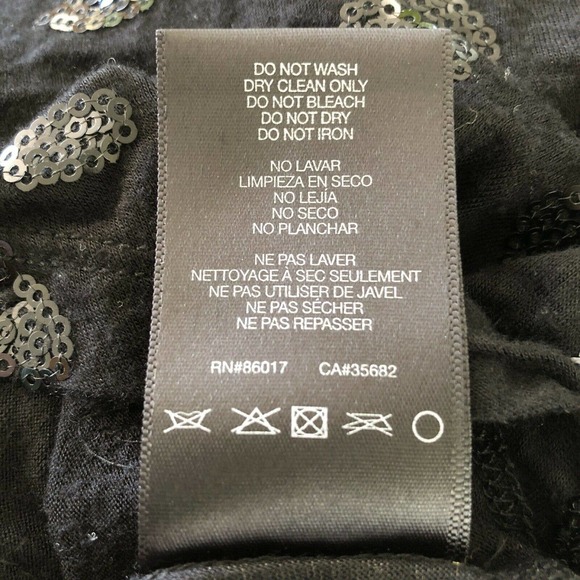 DO NOT WASH
DRY CLEAN ONLY
DO NOT BLEACH
DO NOT DRY
DO NOT IRON
NO LAVAR
LIMPIEZA EN SECO
NO LEJÍA
NO SECO
NO PLANCHAR
NE PAS LAVER
NETTOYAGE À SEC SEULEMENT
NE PAS UTILISER DE JAVEL
NE PAS SÉCHER
NE PAS REPASSER
RN#86017 CA#35682